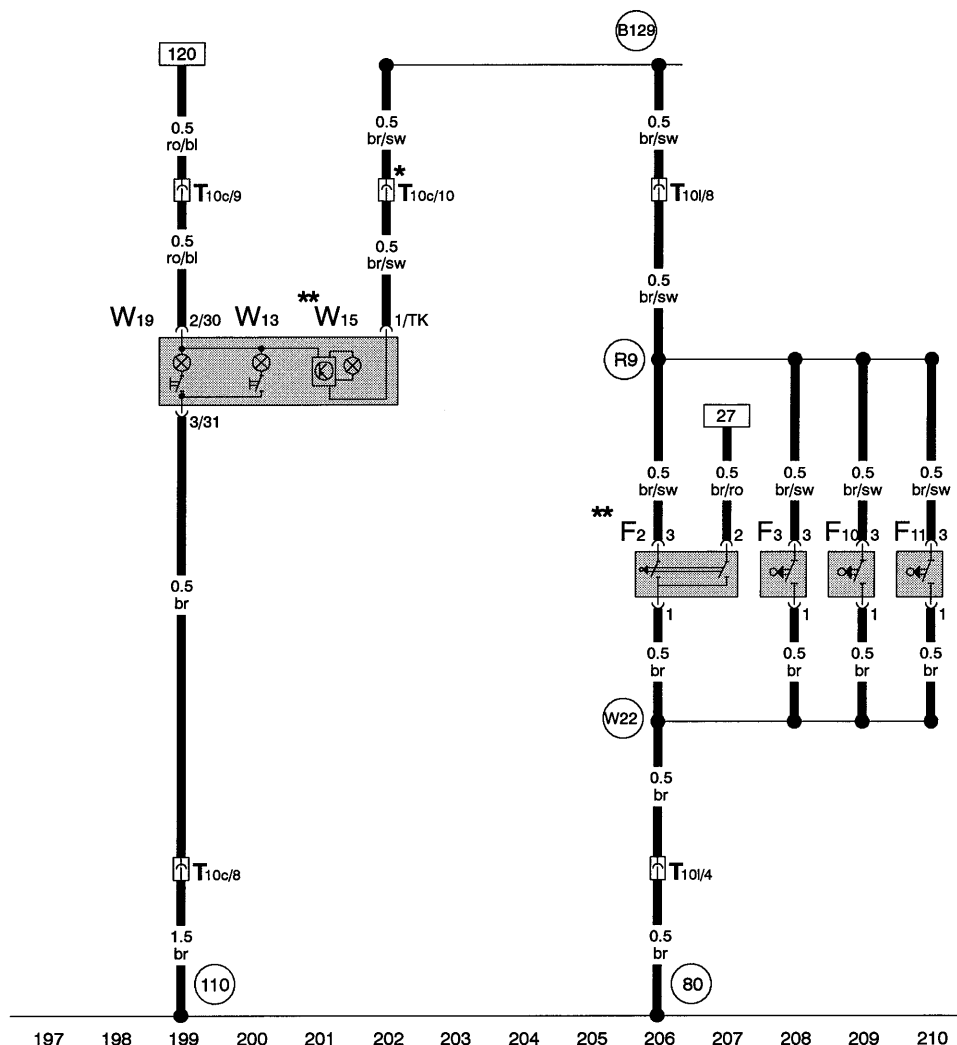 B129
120
0.5
ro/bl
0.5
br/sw
0.5
br/sw
T10c/9
*
T10c/10
T10l/8
0.5
ro/bl
0.5
br/sw
0.5
br/sw
W19 2/30 W13 ** W15 1/TK
3/31
R9
27
0.5
br/sw
0.5
br/ro
0.5
br/sw
0.5
br/sw
0.5
br/sw
** F2 3 2 F3 3 F10 3 F11 3
1 1 1 1
0.5
br
0.5
br
0.5
br
0.5
br
0.5
br
W22
0.5
br
T10c/8
T10l/4
1.5
br
0.5
br
110
80
197 198 199 200 201 202 203 204 205 206 207 208 209 210